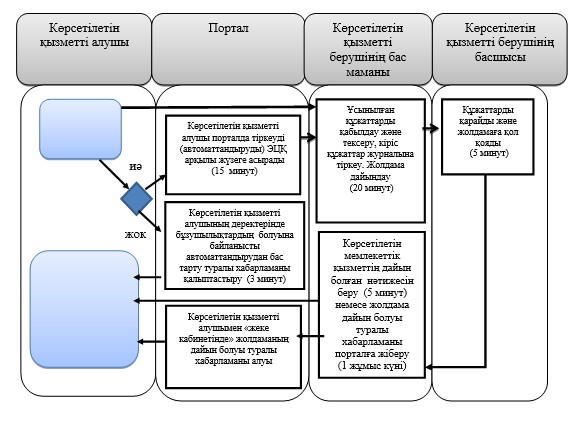 Көрсетілетін
қызметті алушы
Портал
Көрсетілетін
қызметті
берушінің бас
маманы
Көрсетілетін
қызметті берушінің
басшысы
Көрсетілетін қызметті
алушы порталда тіркеуді
(автоматтандыруды) ЭЦҚ
арқылы жүзеге асырады
(15 минут)
Ұсынылған
құжаттарды
қабылдау және
тексеру, кіріс
құжаттар журналына
тіркеу. Жолдама
дайындау
(20 минут)
Құжаттарды
қарайды және
жолдамаға қол
қояды
(5 минут)
иә
жок
Көрсетілетін қызметті
алушының деректерінде
бұзушылықтардың болуына
байланысты
автоматтандырудан бас
тарту туралы хабарламаны
қалыптастыру (3 минут)
Көрсетілетін
мемлекеттік
қызметтін дайын
болған нәтижесін
беру (5 минут)
немесе жолдама
дайын болуы
туралы
хабарламаны
порталға жіберу
(1 жұмыс күні)
Көрсетілетін қызметті
алушымен «жеке
кабинетінде» жолдаманың
дайын болуы туралы
хабарламаны алуы